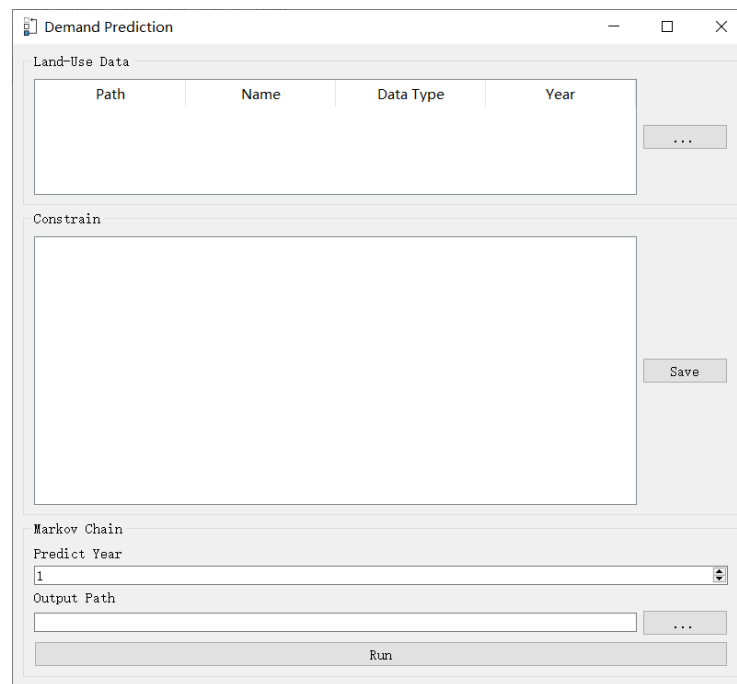 Demand Prediction
Land-Use Data
Path Name Data Type Year
...
Constrain
Save
Markov Chain
Predict Year
1
Output Path
...
Run